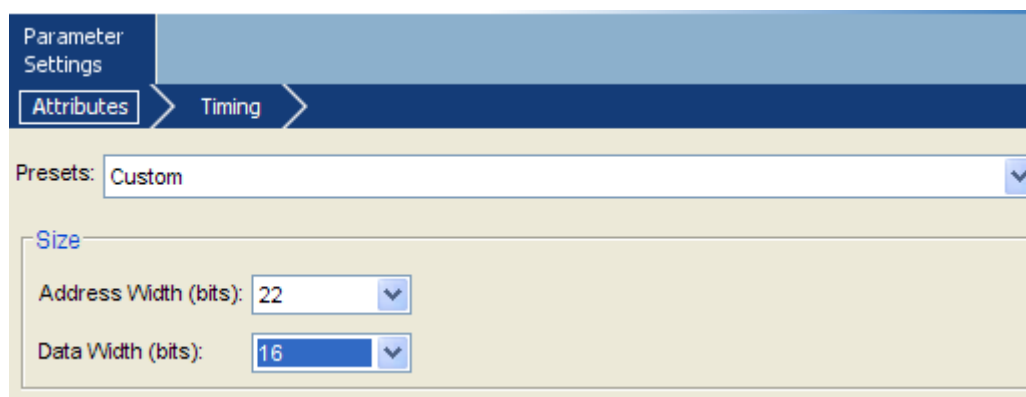 Parameter
Settings
Attributes
Timing
Presets: Custom
Size
Address Width (bits): 22
Data Width (bits): 16